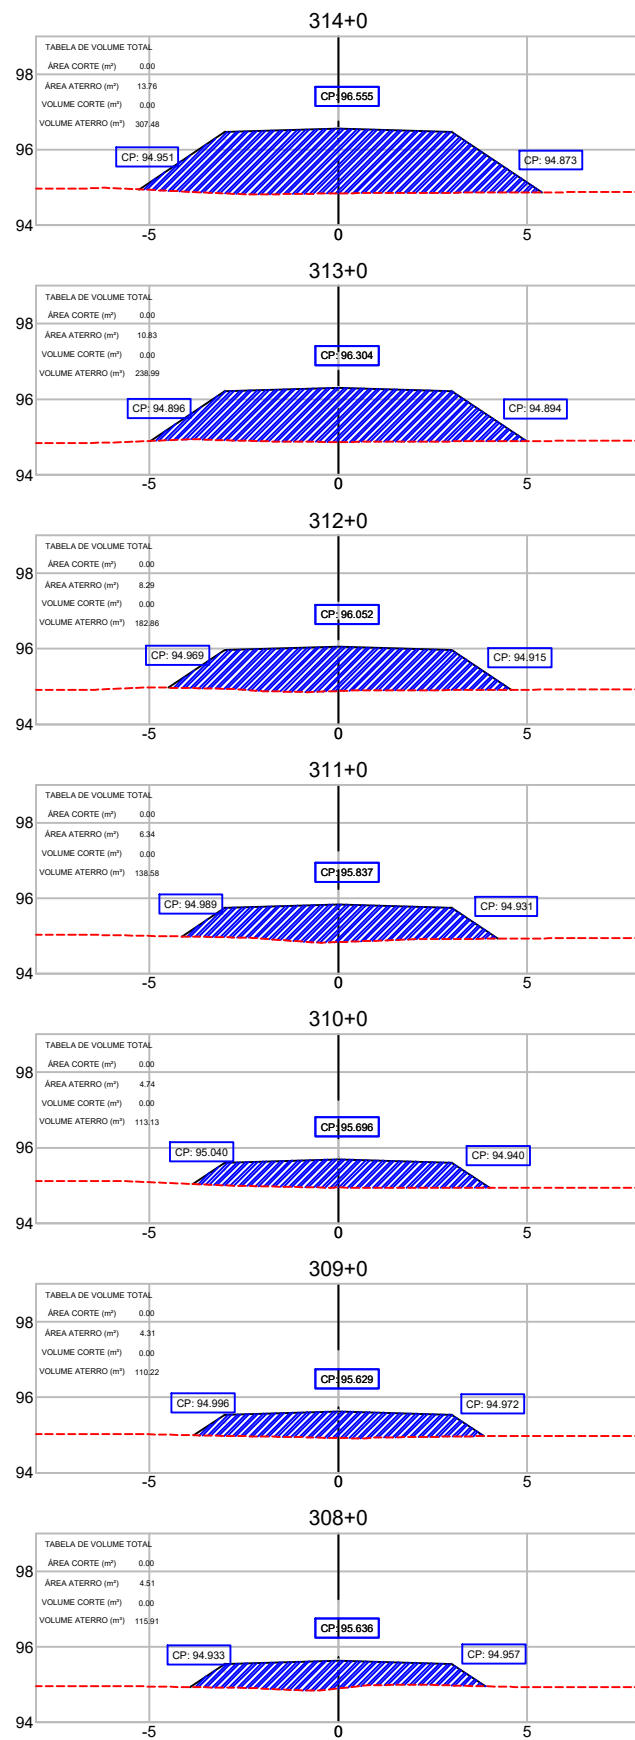 314+0
TABELA DE VOLUME TOTAL
ÁREA CORTE (m²) 0.00
ÁREA ATERRO (m²) 13.76
VOLUME CORTE (m³) 0.00
VOLUME ATERRO (m³) 307.48
98
96
94
CP: 96.555
CP: 94.951
CP: 94.873
-5 0 5
313+0
TABELA DE VOLUME TOTAL
ÁREA CORTE (m²) 0.00
ÁREA ATERRO (m²) 10.83
VOLUME CORTE (m³) 0.00
VOLUME ATERRO (m³) 238.99
98
96
94
CP: 96.304
CP: 94.896
CP: 94.894
-5 0 5
312+0
TABELA DE VOLUME TOTAL
ÁREA CORTE (m²) 0.00
ÁREA ATERRO (m²) 8.29
VOLUME CORTE (m³) 0.00
VOLUME ATERRO (m³) 182.86
98
96
94
CP: 96.052
CP: 94.969
CP: 94.915
-5 0 5
311+0
TABELA DE VOLUME TOTAL
ÁREA CORTE (m²) 0.00
ÁREA ATERRO (m²) 6.34
VOLUME CORTE (m³) 0.00
VOLUME ATERRO (m³) 138.58
98
96
94
CP: 95.837
CP: 94.989
CP: 94.931
-5 0 5
310+0
TABELA DE VOLUME TOTAL
ÁREA CORTE (m²) 0.00
ÁREA ATERRO (m²) 4.74
VOLUME CORTE (m³) 0.00
VOLUME ATERRO (m³) 113.13
98
96
94
CP: 95.696
CP: 95.040
CP: 94.940
-5 0 5
309+0
TABELA DE VOLUME TOTAL
ÁREA CORTE (m²) 0.00
ÁREA ATERRO (m²) 4.31
VOLUME CORTE (m³) 0.00
VOLUME ATERRO (m³) 110.22
98
96
94
CP: 95.629
CP: 94.996
CP: 94.972
-5 0 5
308+0
TABELA DE VOLUME TOTAL
ÁREA CORTE (m²) 0.00
ÁREA ATERRO (m²) 4.51
VOLUME CORTE (m³) 0.00
VOLUME ATERRO (m³) 115.91
98
96
94
CP: 95.636
CP: 94.933
CP: 94.957
-5 0 5